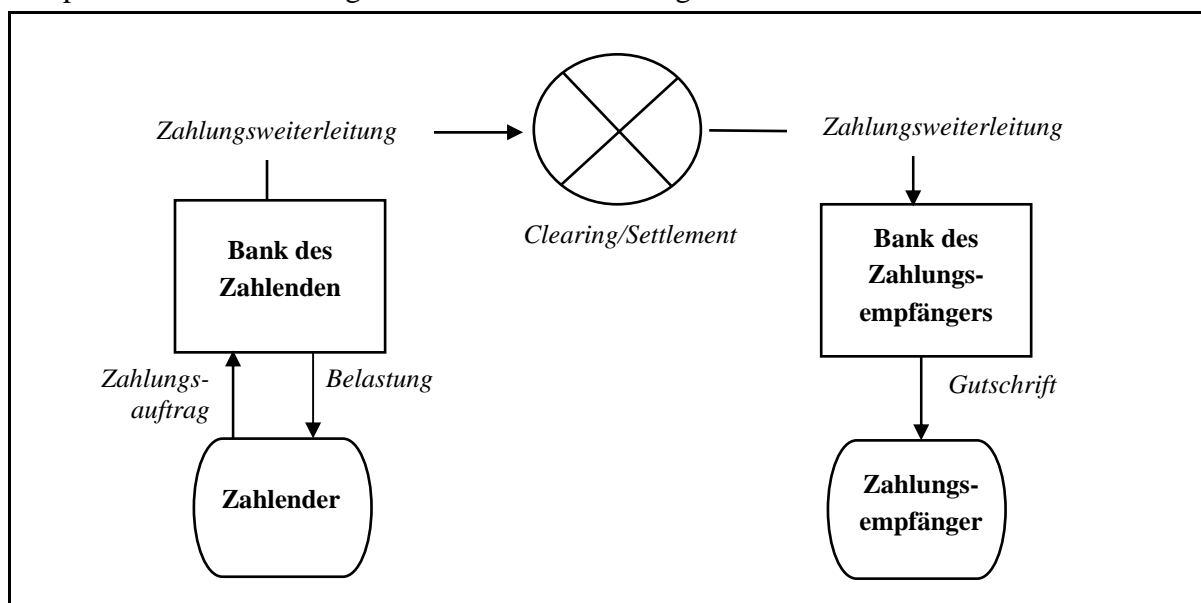 Zahlungsweiterleitung
Zahlungsweiterleitung
Clearing/Settlement
Bank des
Zahlenden
Bank des
Zahlungs-
empfängers
Zahlungs-
auftrag
Belastung
Gutschrift
Zahlender
Zahlungs-
empfänger